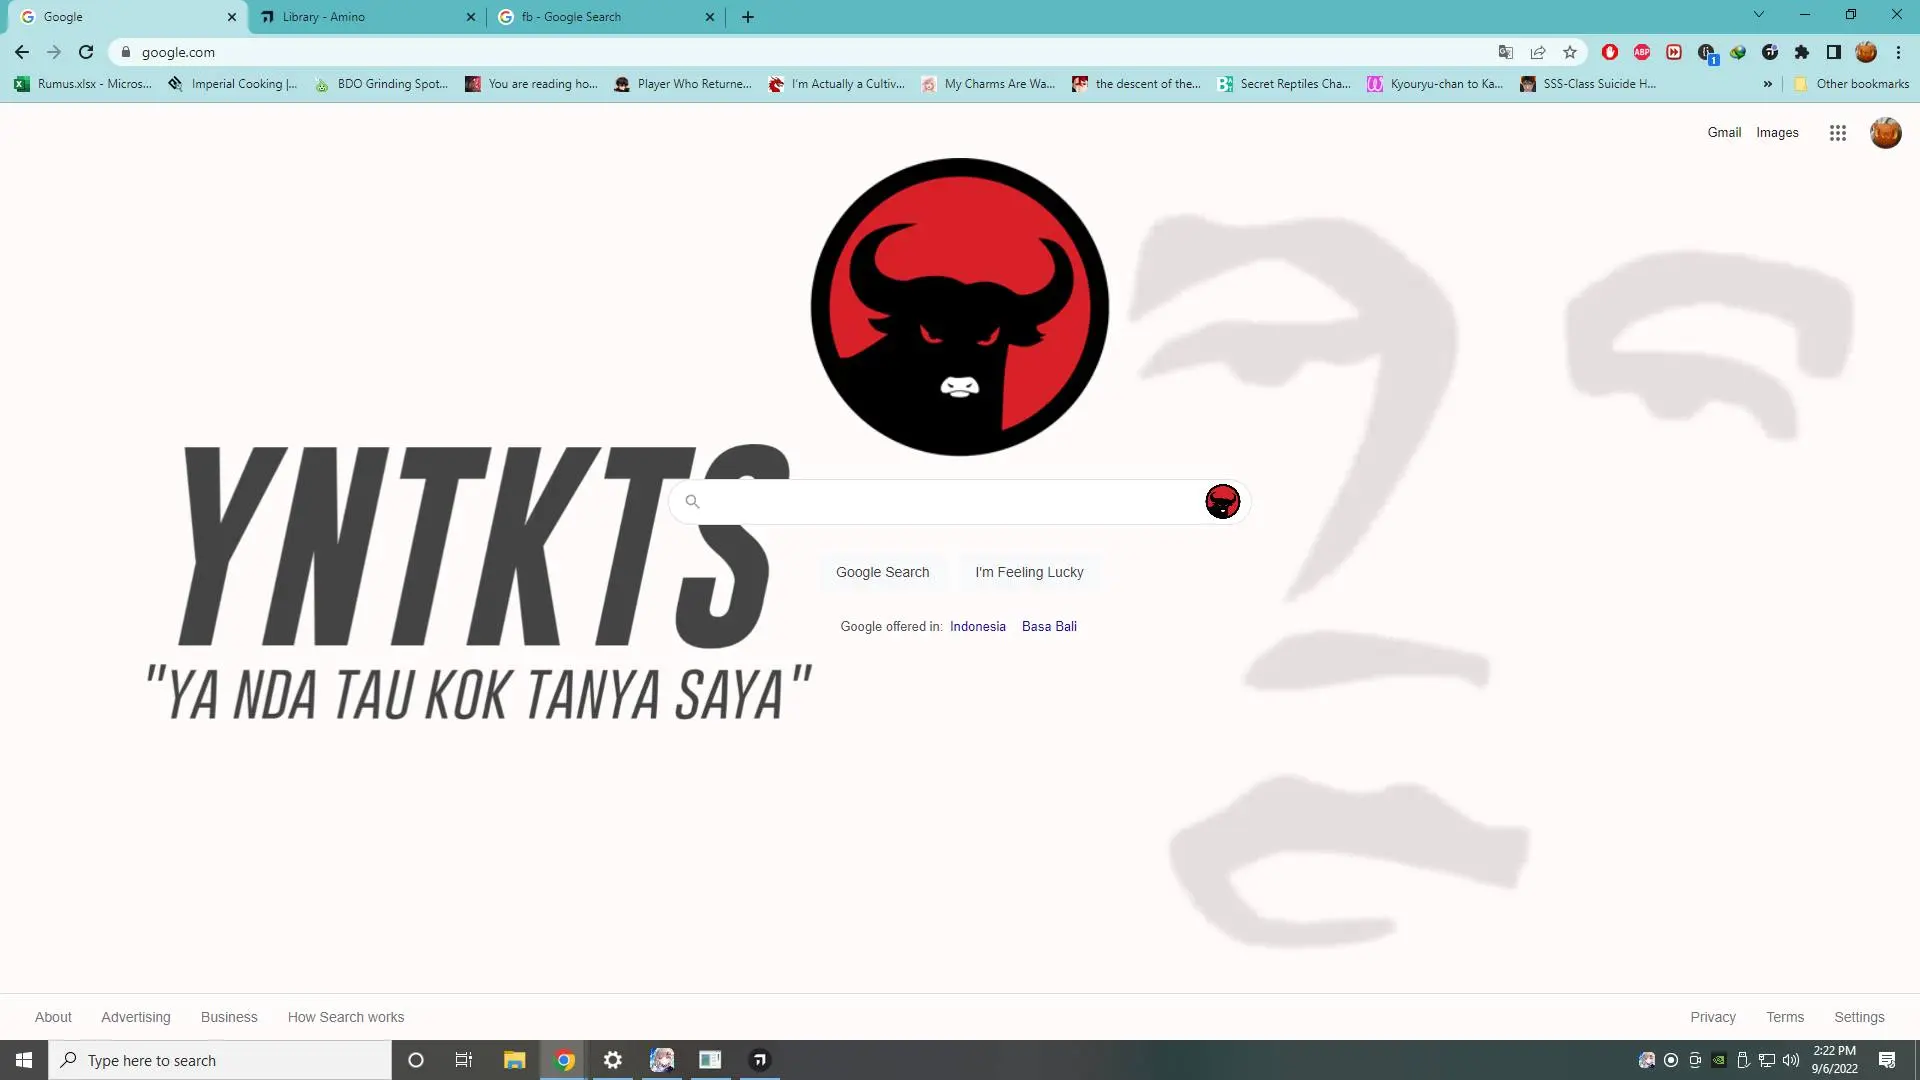 Google
Library - Amino
fb - Google Search
google.com
Rumus.xlsx - Micros...
Imperial Cooking |...
BDO Grinding Spot...
You are reading ho...
Player Who Returne...
I'm Actually a Cultiv...
My Charms Are Wa...
the descent of the...
Secret Reptiles Cha...
Kyouryu-chan to Ka...
SSS-Class Suicide H...
»
Other bookmarks
ABP
1
Gmail
Images
YNTKTS
"YA NDA TAU KOK TANYA SAYA"
Google Search
I'm Feeling Lucky
Google offered in: Indonesia Basa Bali
About
Advertising
Business
How Search works
Privacy
Terms
Settings
Type here to search
2:22 PM
9/6/2022